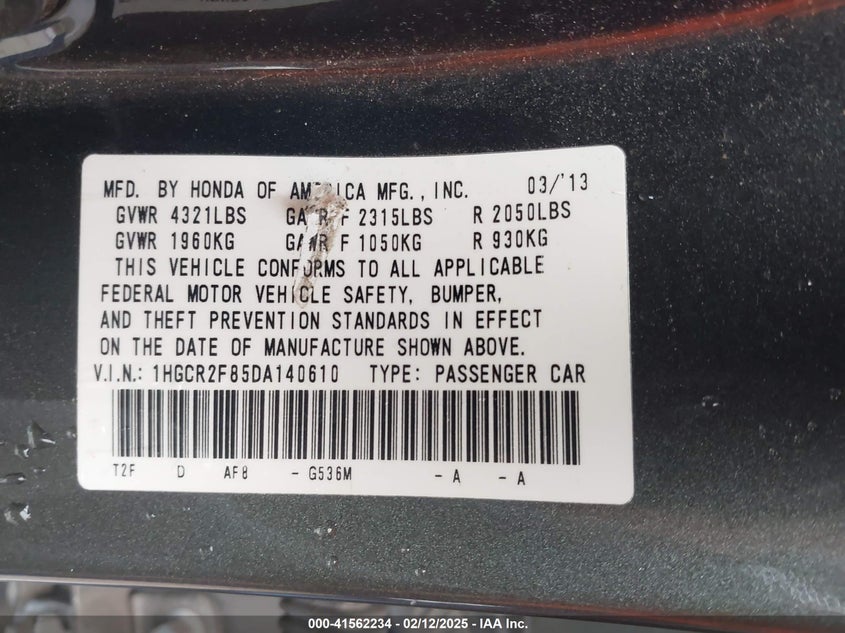 MFD. BY HONDA OF AMERICA MFG., INC. 03/'13
GVWR 4321LBS GAWR F 2315LBS R 2050LBS
GVWR 1960KG GAWR F 1050KG R 930KG
THIS VEHICLE CONFORMS TO ALL APPLICABLE
FEDERAL MOTOR VEHICLE SAFETY, BUMPER,
AND THEFT PREVENTION STANDARDS IN EFFECT
ON THE DATE OF MANUFACTURE SHOWN ABOVE.
V.I.N.: 1HGCR2F85DA140610 TYPE: PASSENGER CAR
T2F D AF8 - G536M - A - A
000-41562234 - 02/12/2025 - IAA Inc.